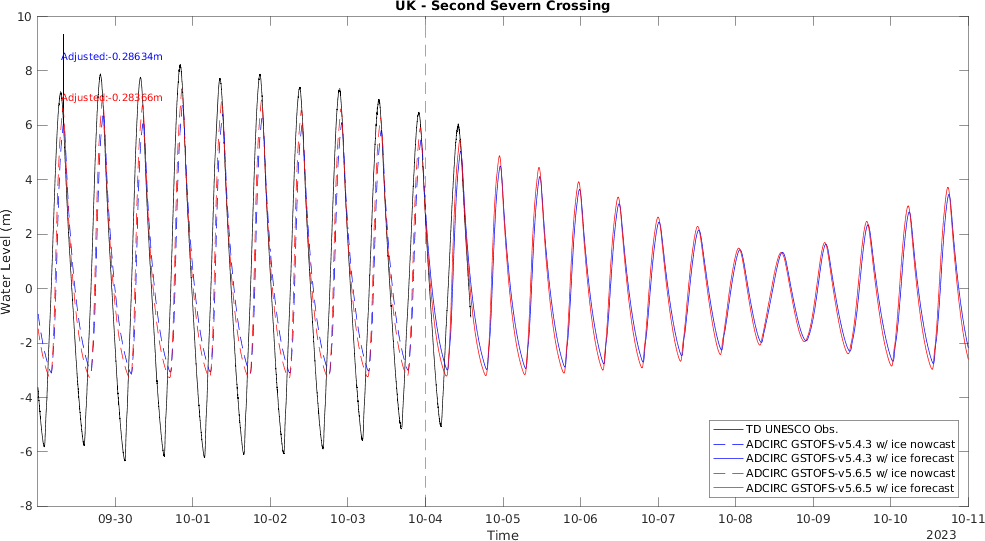 UK - Second Severn Crossing
10
8
6
4
2
0
-2
-4
-6
-8
Water Level (m)
Adjusted:-0.28634m
Adjusted:-0.28366m
TD UNESCO Obs.
ADCIRC GSTOFS-v5.4.3 w/ ice nowcast
ADCIRC GSTOFS-v5.4.3 w/ ice forecast
ADCIRC GSTOFS-v5.6.5 w/ ice nowcast
ADCIRC GSTOFS-v5.6.5 w/ ice forecast
09-30 10-01 10-02 10-03 10-04 10-05 10-06 10-07 10-08 10-09 10-10 10-11
Time
2023